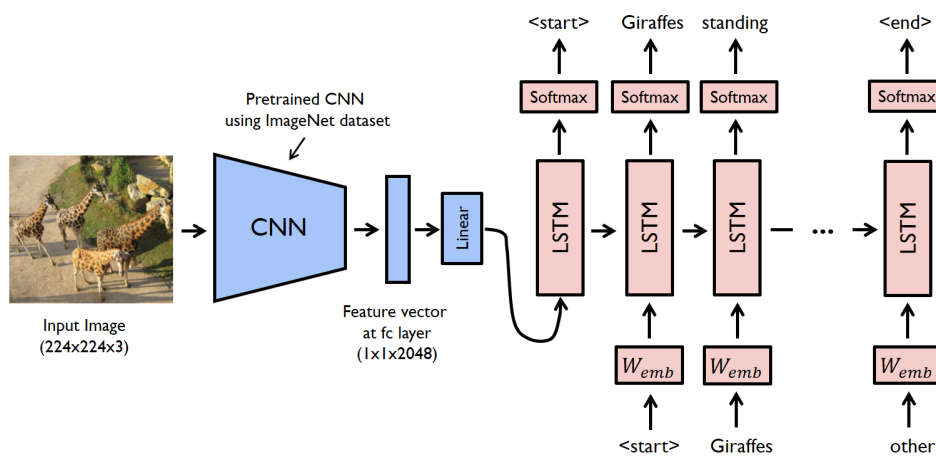 <start>
Giraffes
standing
<end>
Softmax
Softmax
Softmax
Softmax
Pretrained CNN
using ImageNet dataset
CNN
Linear
LSTM
LSTM
LSTM
...
LSTM
Input Image
(224x224x3)
Feature vector
at fc layer
(1x1x2048)
W_emb
W_emb
W_emb
<start>
Giraffes
other